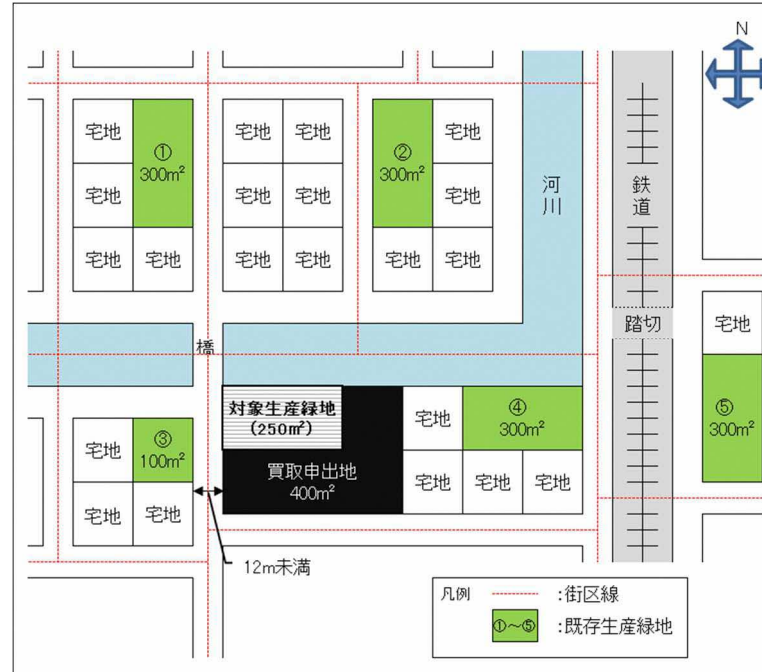 N
宅地
①
300m²
宅地
宅地
宅地
宅地
宅地
宅地
宅地
宅地
宅地
②
300m²
宅地
宅地
宅地
宅地
河川
鉄道
橋
踏切
宅地
対象生産緑地
(250㎡)
買取申出地
400m²
宅地
④
300m²
⑤
300m²
宅地
③
100m²
宅地
宅地
宅地
宅地
宅地
12m未満
凡例
:街区線
①~⑤
:既存生産緑地